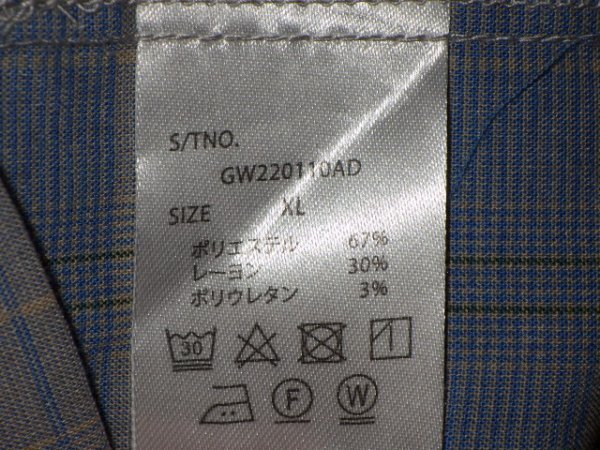 S/TNO.
GW220110AD
SIZE XL
ポリエステル 67%
レーヨン 30%
ポリウレタン 3%
30
F W